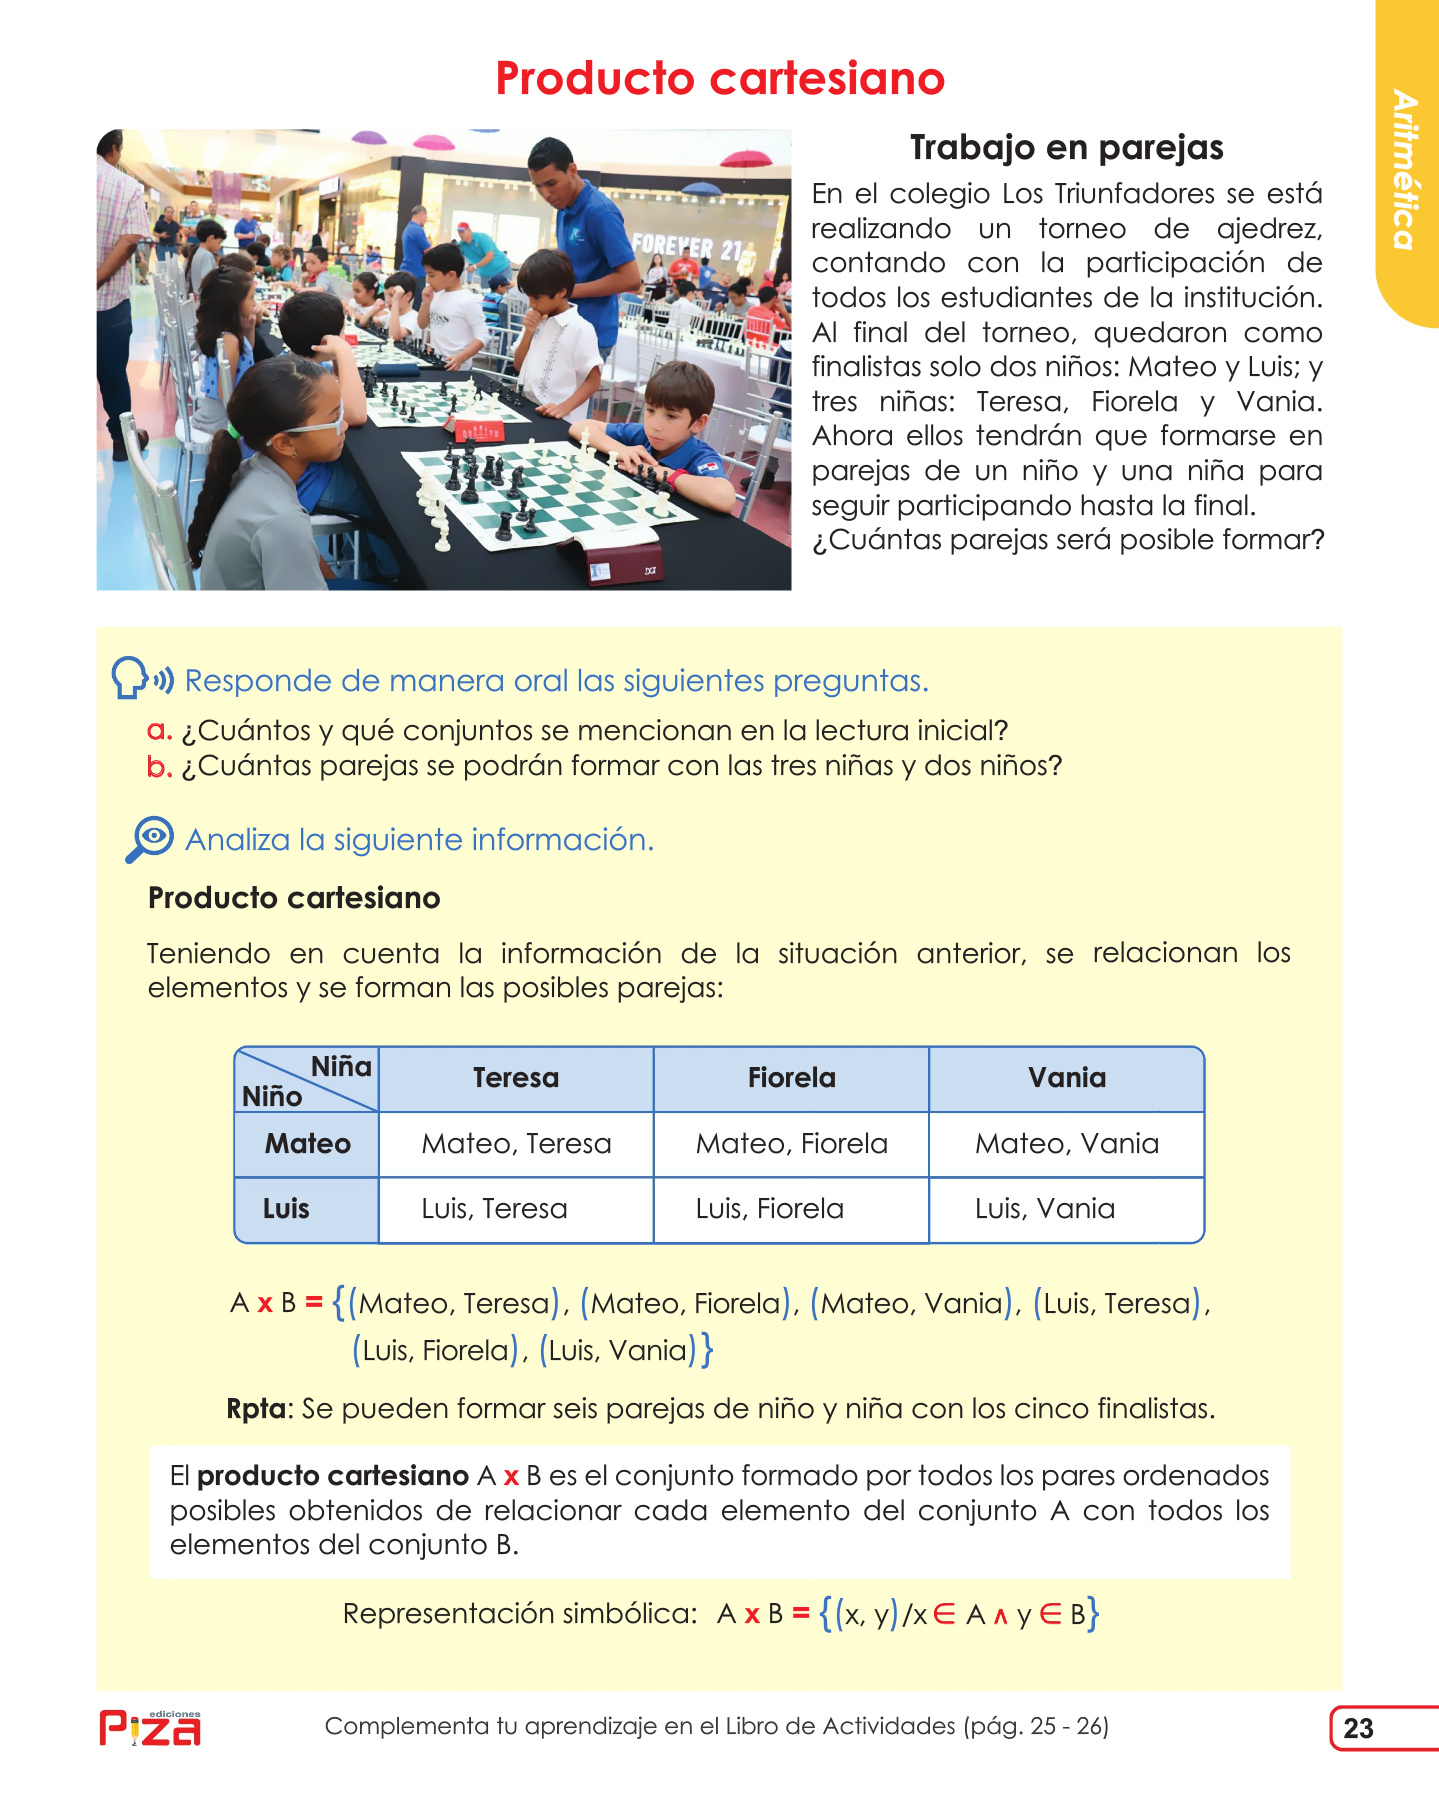 Producto cartesiano
Aritmética
FOREVER 21
Trabajo en parejas
En el colegio Los Triunfadores se está
realizando un torneo de ajedrez,
contando con la participación de
todos los estudiantes de la institución.
Al final del torneo, quedaron como
finalistas solo dos niños: Mateo y Luis; y
tres niñas: Teresa, Fiorela y Vania.
Ahora ellos tendrán que formarse en
parejas de un niño y una niña para
seguir participando hasta la final.
¿Cuántas parejas será posible formar?
Responde de manera oral las siguientes preguntas.
a. ¿Cuántos y qué conjuntos se mencionan en la lectura inicial?
b. ¿Cuántas parejas se podrán formar con las tres niñas y dos niños?
Analiza la siguiente información.
Producto cartesiano
Teniendo en cuenta la información de la situación anterior, se relacionan los
elementos y se forman las posibles parejas:
Niña
Niño
Teresa Fiorela Vania
Mateo Mateo, Teresa Mateo, Fiorela Mateo, Vania
Luis Luis, Teresa Luis, Fiorela Luis, Vania
A x B = {(Mateo, Teresa), (Mateo, Fiorela), (Mateo, Vania), (Luis, Teresa),
(Luis, Fiorela), (Luis, Vania)}
Rpta: Se pueden formar seis parejas de niño y niña con los cinco finalistas.
El producto cartesiano A x B es el conjunto formado por todos los pares ordenados
posibles obtenidos de relacionar cada elemento del conjunto A con todos los
elementos del conjunto B.
Representación simbólica: A x B = {(x, y)/x ∈ A ∧ y ∈ B}
ediciones
Piza
Complementa tu aprendizaje en el Libro de Actividades (pág. 25 - 26)
23